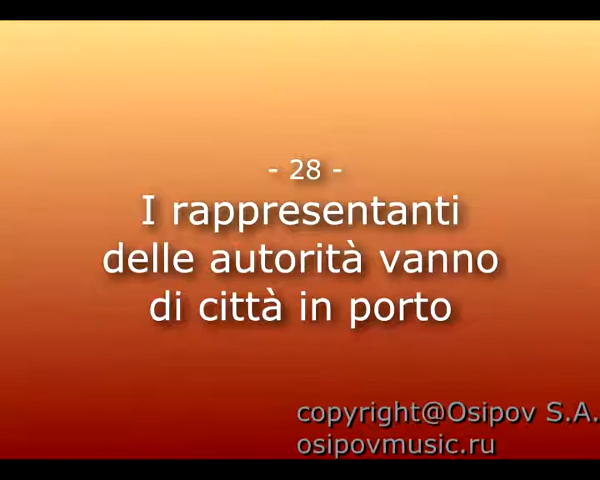 - 28 -
I rappresentanti
delle autorità vanno
di città in porto
copyright@Osipov S.A.
osipovmusic.ru